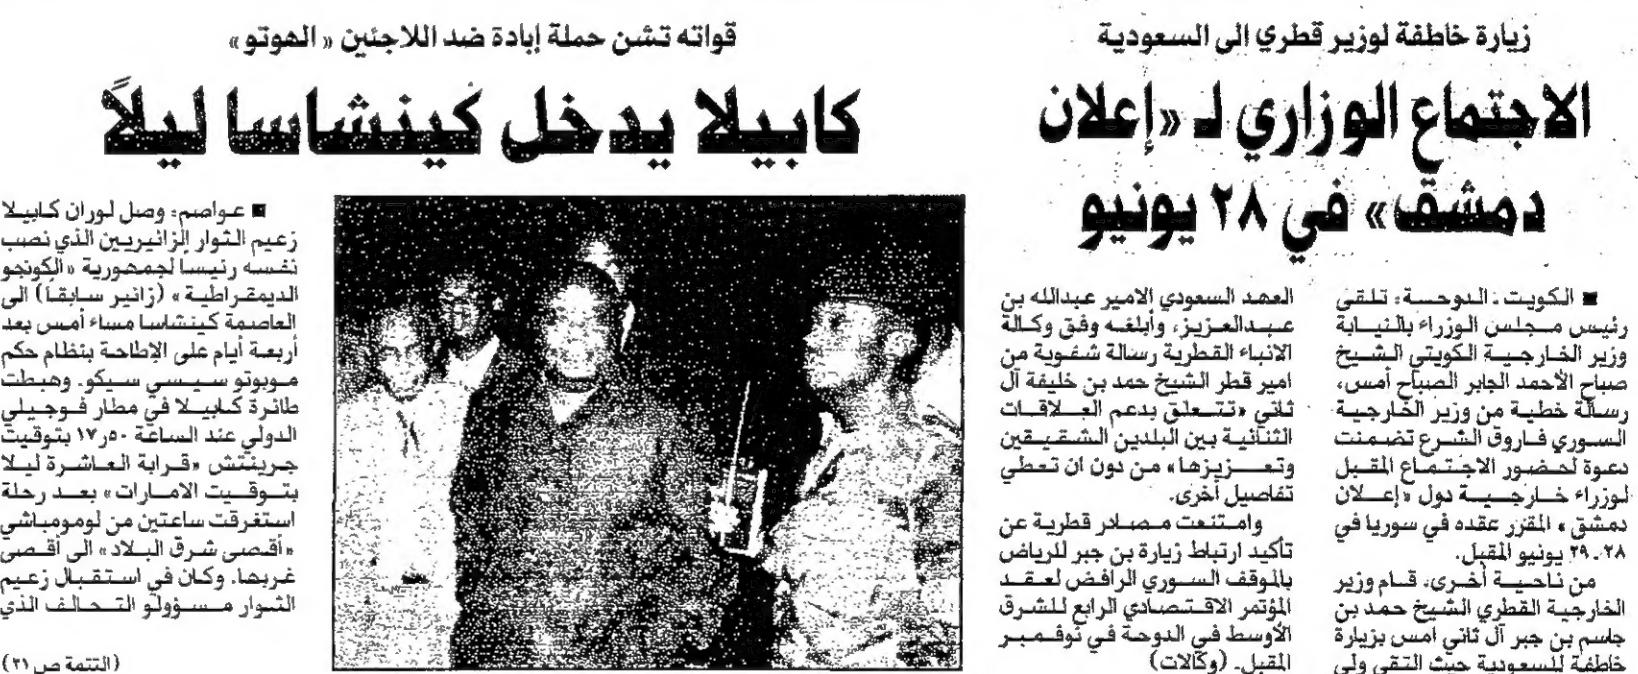 زيارة خاطفة لوزير قطري إلى السعودية
الاجتماع الوزاري لـ «إعلان
دمشق» في ٢٨ يونيو
■ الكويت ـ الدوحة: تلقى
رئيس مجلس الوزراء بالنيابة
وزير الخارجية الكويتي الشيخ
صباح الأحمد الجابر الصباح أمس،
رسالة خطية من وزير الخارجية
السوري فاروق الشرع تضمنت
دعوة لحضور الاجتماع المقبل
لوزراء خارجية دول «إعلان
دمشق» المقرر عقده في سوريا في
٢٨ـ٢٩ يونيو المقبل.
من ناحية أخرى، قام وزير
الخارجية القطري الشيخ حمد بن
جاسم بن جبر آل ثاني امس بزيارة
خاطفة للسعودية حيث التقى ولي
العهد السعودي الامير عبدالله بن
عبدالعزيز، وأبلغه وفق وكالة
الانباء القطرية رسالة شفوية من
امير قطر الشيخ حمد بن خليفة آل
ثاني «تتعلق بدعم العلاقات
الثنائية بين البلدين الشقيقين
وتعزيزها» من دون ان تعطي
تفاصيل أخرى.
وامتنعت مصادر قطرية عن
تأكيد ارتباط زيارة بن جبر للرياض
بالموقف السوري الرافض لعقد
المؤتمر الاقتصادي الرابع للشرق
الأوسط في الدوحة في نوفمبر
المقبل. (وكالات)
قواته تشن حملة إبادة ضد اللاجئين «الهوتو»
كابيلا يدخل كينشاسا ليلاً
■ عواصم: وصل لوران كابيلا
زعيم الثوار الزائيريين الذي نصب
نفسه رئيساً لجمهورية «الكونجو
الديمقراطية» (زائير سابقاً) الى
العاصمة كينشاسا مساء أمس بعد
أربعة أيام على الإطاحة بنظام حكم
موبوتو سيسي سيكو. وهبطت
طائرة كابيلا في مطار فوجيلي
الدولي عند الساعة ٥٠ر١٧ بتوقيت
جرينتش «قرابة العاشرة ليلا
بتوقيت الامارات» بعد رحلة
استغرقت ساعتين من لومومباشي
«أقصى شرق البلاد» الى أقصى
غربها. وكان في استقبال زعيم
الثوار مسؤولو التحالف الذي
(التتمة ص ٢١)